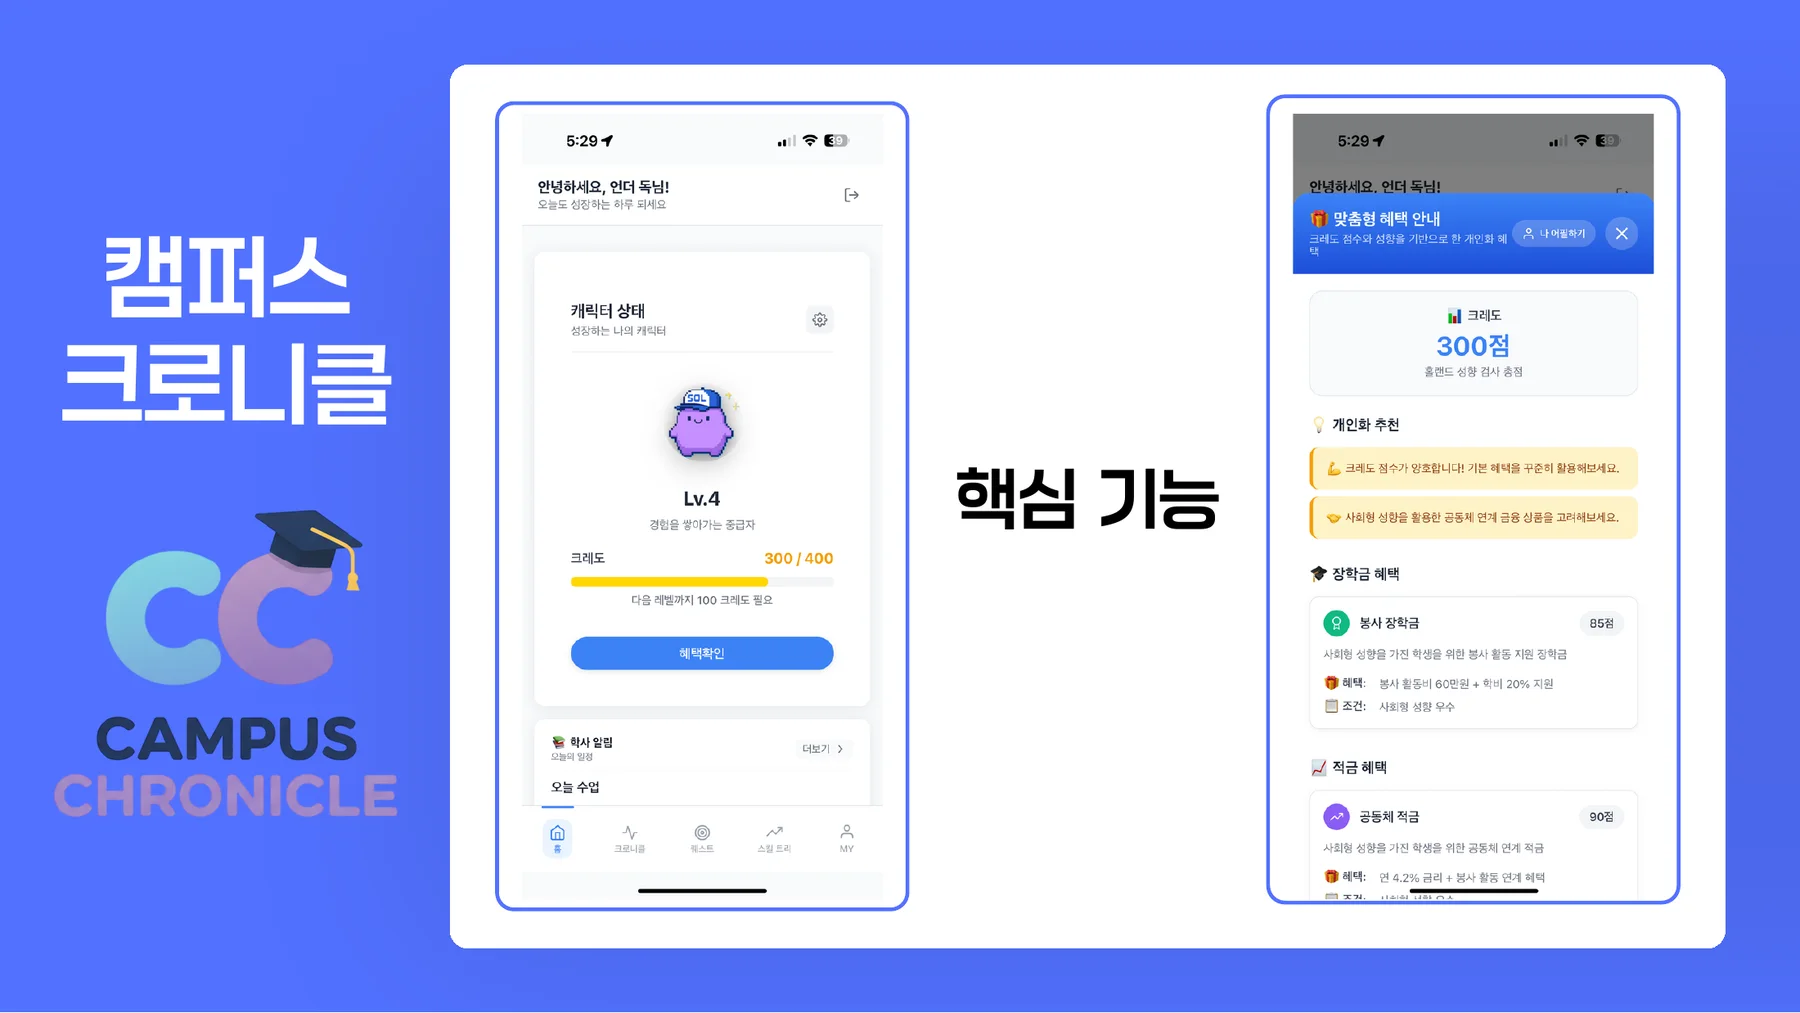 캠퍼스
크로니클
CC
CAMPUS
CHRONICLE
5:29
39
안녕하세요, 언더 독님!
오늘도 성장하는 하루 되세요
캐릭터 상태
성장하는 나의 캐릭터
SOL
Lv.4
경험을 쌓아가는 중급자
크레도 300 / 400
다음 레벨까지 100 크레도 필요
혜택확인
학사 알림
오늘의 일정
더보기 >
오늘 수업
홈 크로니클 퀘스트 스킬 트리 MY
핵심 기능
5:29
39
안녕하세요, 언더 독님!
맞춤형 혜택 안내
크레도 점수와 성향을 기반으로 한 개인화 혜
택
나 어필하기
크레도
300점
홀랜드 성향 검사 총점
개인화 추천
크레도 점수가 양호합니다! 기본 혜택을 꾸준히 활용해보세요.
사회형 성향을 활용한 공동체 연계 금융 상품을 고려해보세요.
장학금 혜택
봉사 장학금 85점
사회형 성향을 가진 학생을 위한 봉사 활동 지원 장학금
혜택: 봉사 활동비 60만원 + 학비 20% 지원
조건: 사회형 성향 우수
적금 혜택
공동체 적금 90점
사회형 성향을 가진 학생을 위한 공동체 연계 적금
혜택: 연 4.2% 금리 + 봉사 활동 연계 혜택
조건: 사회형 성향 우수